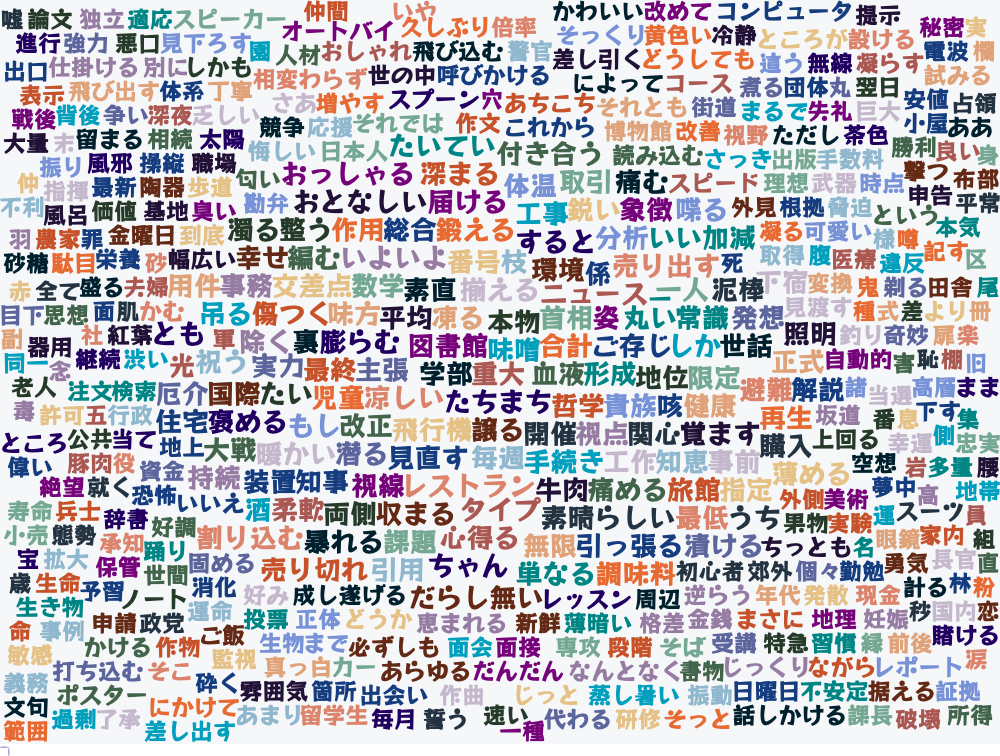 嘘 論文 独立 適応 スピーカー 仲間 いや かわいい 改めて コンピュータ 提示 秘密 実
オートバイ 久しぶり 倍率 そっくり 黄色い 冷静 ところが 設ける
進行 強力 悪口 見下ろす 園 人材 おしゃれ 飛び込む 警官 差し引く どうしても 違う 無線 凝らす 電波 欄
出口 仕掛ける 別に しかも 相変わらず 世の中 呼びかける によって コース 煮る 団体 丸 翌日 試みる
表示 飛び出す 体系 丁寧 さあ 増やす スプーン 穴 あちこち それとも 街道 まるで 失礼 巨大 安値 占領
戦後 背後 争い 深夜 乏しい 競争 応援 それでは 作文 これから 博物館 改善 視野 ただし 茶色 小屋 ああ
大量 末 留まる 相続 太陽 悔しい 日本人 たいてい 付き合う 読み込む さっき 出版 手数料 勝利 良い 身
振り 風邪 操縦 職場 匂い おっしゃる 深まる 体温 取引 痛む スピード 理想 武器 時点 撃つ 布 部
仲 指揮 最新 陶器 歩道 申告 平常
不利 風呂 価値 基地 臭い 勘弁 おとなしい 届ける 工事 鋭い 象徴 喋る 外見 根拠 脅迫 という 本気
羽 農家 罪 金曜日 到底 濁る 整う 作用 総合 鍛える すると 分析 いい加減 凝る 可愛い 様 噂 記す 区
砂糖 駄目 栄養 砂 幅広い 幸せ 編む いよいよ 番号 枝 環境 係 売り出す 死 取得 腹 医療 違反
赤 全て 盛る 夫婦 用件 事務 交差点 数学 素直 揃える ニュース 一人 泥棒 下宿 変換 鬼 剃る 田舎 尾
目下 思想 面 肌 かむ 吊る 傷つく 味方 平均 凍る 本物 首相 姿 丸い 常識 発想 見渡す 種 式 差 より 冊
副 器用 社 紅葉 とも 軍 除く 裏 膨らむ 図書館 味噌 合計 ご存じ しか 世話 照明 釣り 奇妙 扉 楽
同一 念 継続 渋い 光 祝う 実力 最終 主張 学部 重大 血液 形成 地位 限定 正式 自動的 害 恥 棚 旧
老人 注文 検索 厄介 国際 たい 児童 涼しい たちまち 哲学 貴族 咳 健康 避難 解説 諸 当選 高層 まま
毒 許可 五 行政 住宅 褒める もし 改正 飛行機 譲る 開催 視点 関心 覚ます 再生 坂道 番 息 下す 集
ところ 公共 当て 地上 大戦 暖かい 潜る 見直す 毎週 手続き 工作 知恵 事前 購入 上回る 幸運 側 忠実
偉い 豚肉 役 資金 持続 装置 知事 視線 レストラン 牛肉 痛める 旅館 指定 薄める 空想 岩 多量 腰
絶望 就く 恐怖 いいえ 酒 柔軟 両側 収まる タイプ 素晴らしい 最低 うち 外側 美術 夢中 高 地帯
寿命 兵士 辞書 好調 果物 実験 運 スーツ 員
小売 態勢 承知 踊り 割り込む 暴れる 課題 心得る 無限 引っ張る 漬ける ちっとも 名 眼鏡 家内 組
宝 拡大 保管 世間 固める 売り切れ 引用 ちゃん 単なる 調味料 初心者 郊外 個々 勤勉 勇気 長官 直
歳 生命 予習 ノート 消化 好み 成し遂げる だらし無い レッスン 周辺 逆らう 年代 発散 現金 計る 林 粉
生き物 申請 政党 運命 投票 正体 どうか 恵まれる 新鮮 薄暗い 格差 金銭 まさに 地理 妊娠 秒 国内 恋
命 事例 かける 作物 ご飯 生物 まで 必ずしも 面会 面接 専攻 段階 そば 受講 特急 習慣 縁 前後 賭ける
敏感 打ち込む そこ 監視 真っ白 カー あらゆる だんだん なんとなく 書物 じっくり ながら レポート 涙
義務 ポスター 砕く 雰囲気 箇所 出会い 作曲 じっと 蒸し暑い 振動 日曜日 不安定 据える 証拠
文句 過剰 了承 にかけて あまり 留学生 毎月 誓う 速い 代わる 研修 そっと 話しかける 課長 破壊 所得
範囲 差し出す 一種